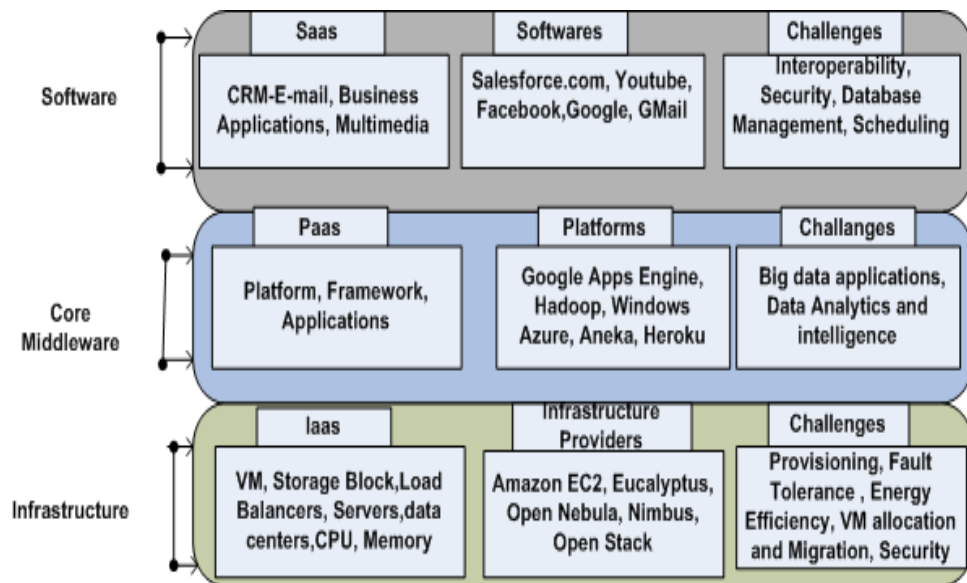 Saas
Softwares
Challenges
Software
CRM-E-mail, Business
Applications, Multimedia
Salesforce.com, Youtube,
Facebook,Google, GMail
Interoperability,
Security, Database
Management, Scheduling
Paas
Platforms
Challanges
Core
Middleware
Platform, Framework,
Applications
Google Apps Engine,
Hadoop, Windows
Azure, Aneka, Heroku
Big data applications,
Data Analytics and
intelligence
Iaas
Infrastructure
Providers
Challenges
Infrastructure
VM, Storage Block,Load
Balancers, Servers,data
centers,CPU, Memory
Amazon EC2, Eucalyptus,
Open Nebula, Nimbus,
Open Stack
Provisioning, Fault
Tolerance , Energy
Efficiency, VM allocation
and Migration, Security